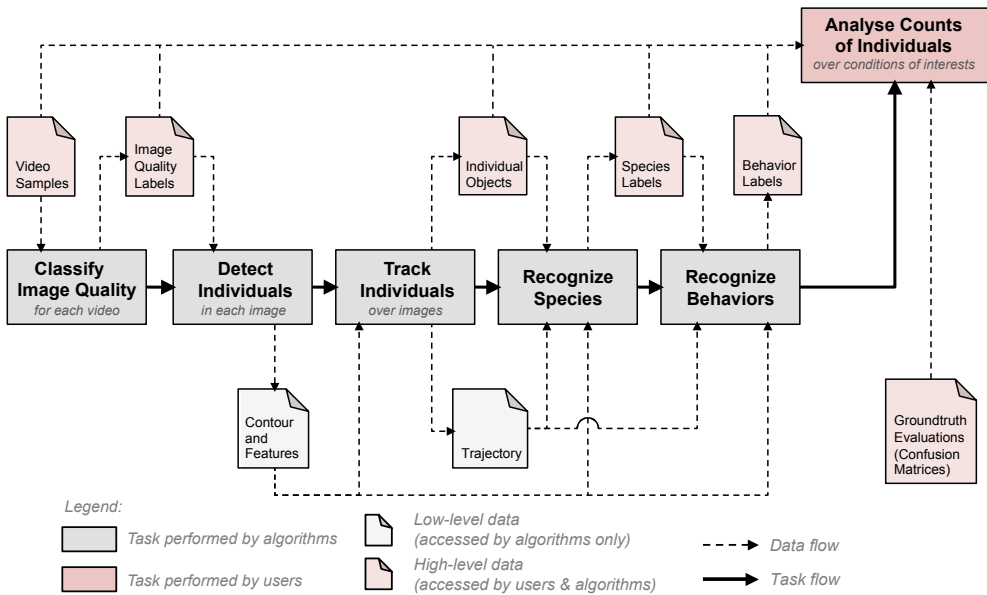 Analyse Counts
of Individuals
over conditions of interests
Video
Samples
Image
Quality
Labels
Individual
Objects
Species
Labels
Behavior
Labels
Classify
Image Quality
for each video
Detect
Individuals
in each image
Track
Individuals
over images
Recognize
Species
Recognize
Behaviors
Contour
and
Features
Trajectory
Groundtruth
Evaluations
(Confusion
Matrices)
Legend:
Task performed by algorithms
Task performed by users
Low-level data
(accessed by algorithms only)
High-level data
(accessed by users & algorithms)
Data flow
Task flow